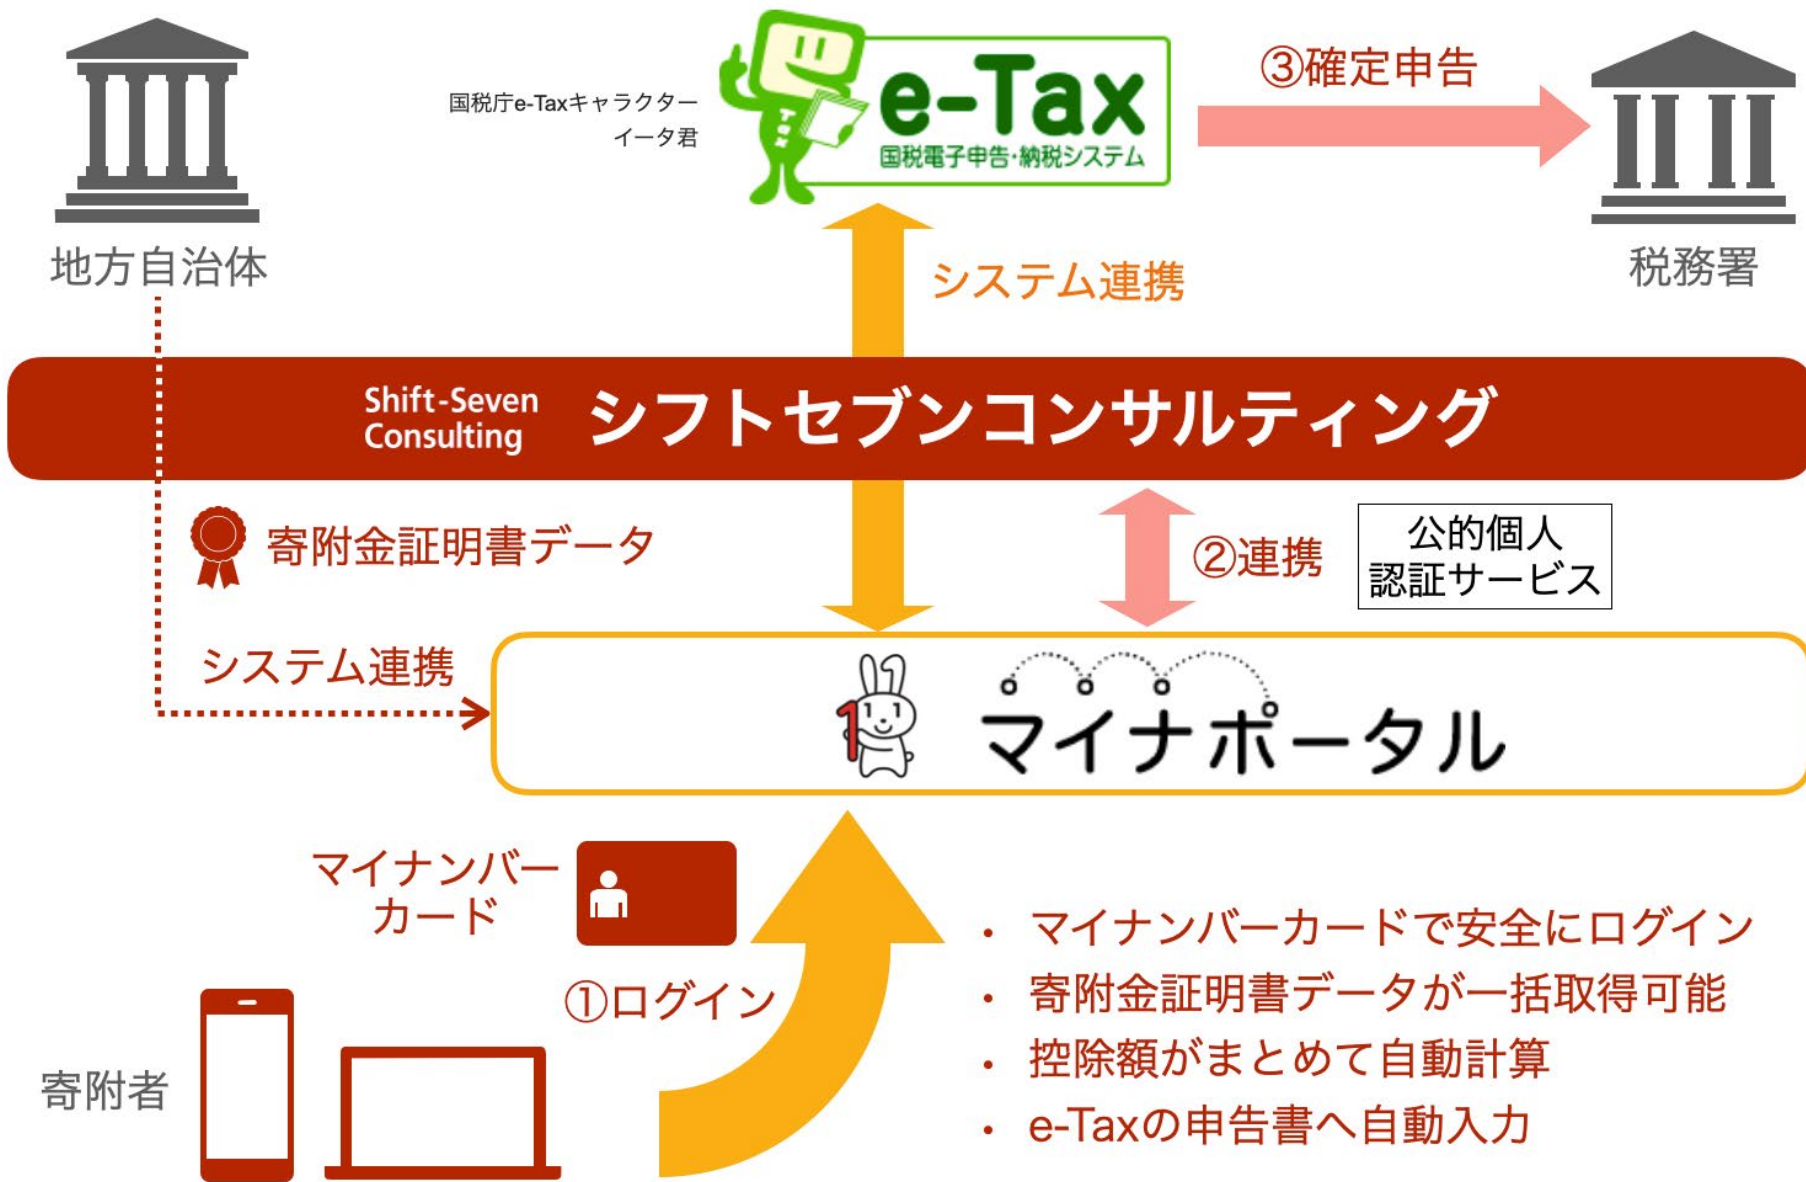 国税庁e-Taxキャラクター
イータ君
TAX
e-Tax
国税電子申告・納税システム
③確定申告
地方自治体
税務署
システム連携
Shift-Seven
Consulting
シフトセブンコンサルティング
寄附金証明書データ
②連携
公的個人
認証サービス
システム連携
1
マイナポータル
マイナンバー
カード
①ログイン
寄附者
・ マイナンバーカードで安全にログイン
・ 寄附金証明書データが一括取得可能
・ 控除額がまとめて自動計算
・ e-Taxの申告書へ自動入力